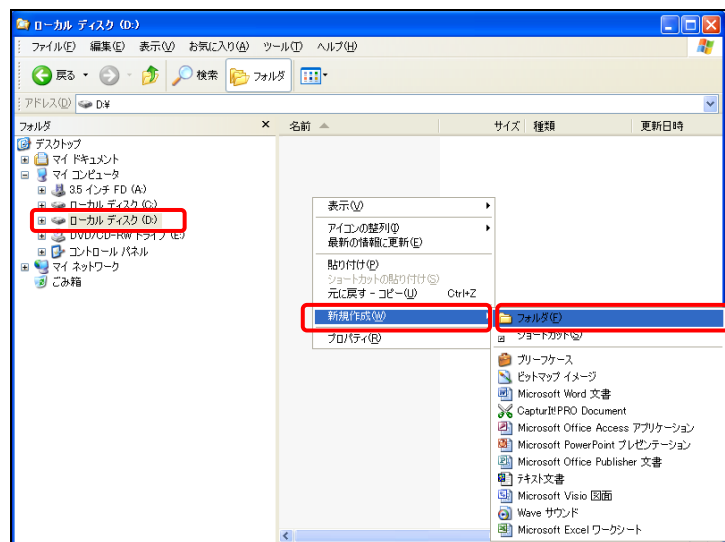 ローカル ディスク (D:)
ファイル(F) 編集(E) 表示(V) お気に入り(A) ツール(T) ヘルプ(H)
戻る 検索 フォルダ
アドレス(D) D:¥
フォルダ × 名前 サイズ 種類 更新日時
デスクトップ
マイ ドキュメント
マイ コンピュータ
3.5 インチ FD (A:)
ローカル ディスク (C:)
ローカル ディスク (D:)
DVD/CD-RW ドライブ (E:)
コントロール パネル
マイ ネットワーク
ごみ箱
表示(V)
アイコンの整列(I)
最新の情報に更新(E)
貼り付け(P)
ショートカットの貼り付け(S)
元に戻す - コピー(U) Ctrl+Z
新規作成(W)
プロパティ(R)
フォルダ(F)
ショートカット(S)
ブリーフケース
ビットマップ イメージ
Microsoft Word 文書
CapturIt!PRO Document
Microsoft Office Access アプリケーション
Microsoft PowerPoint プレゼンテーション
Microsoft Office Publisher 文書
テキスト文書
Microsoft Visio 図面
Wave サウンド
Microsoft Excel ワークシート